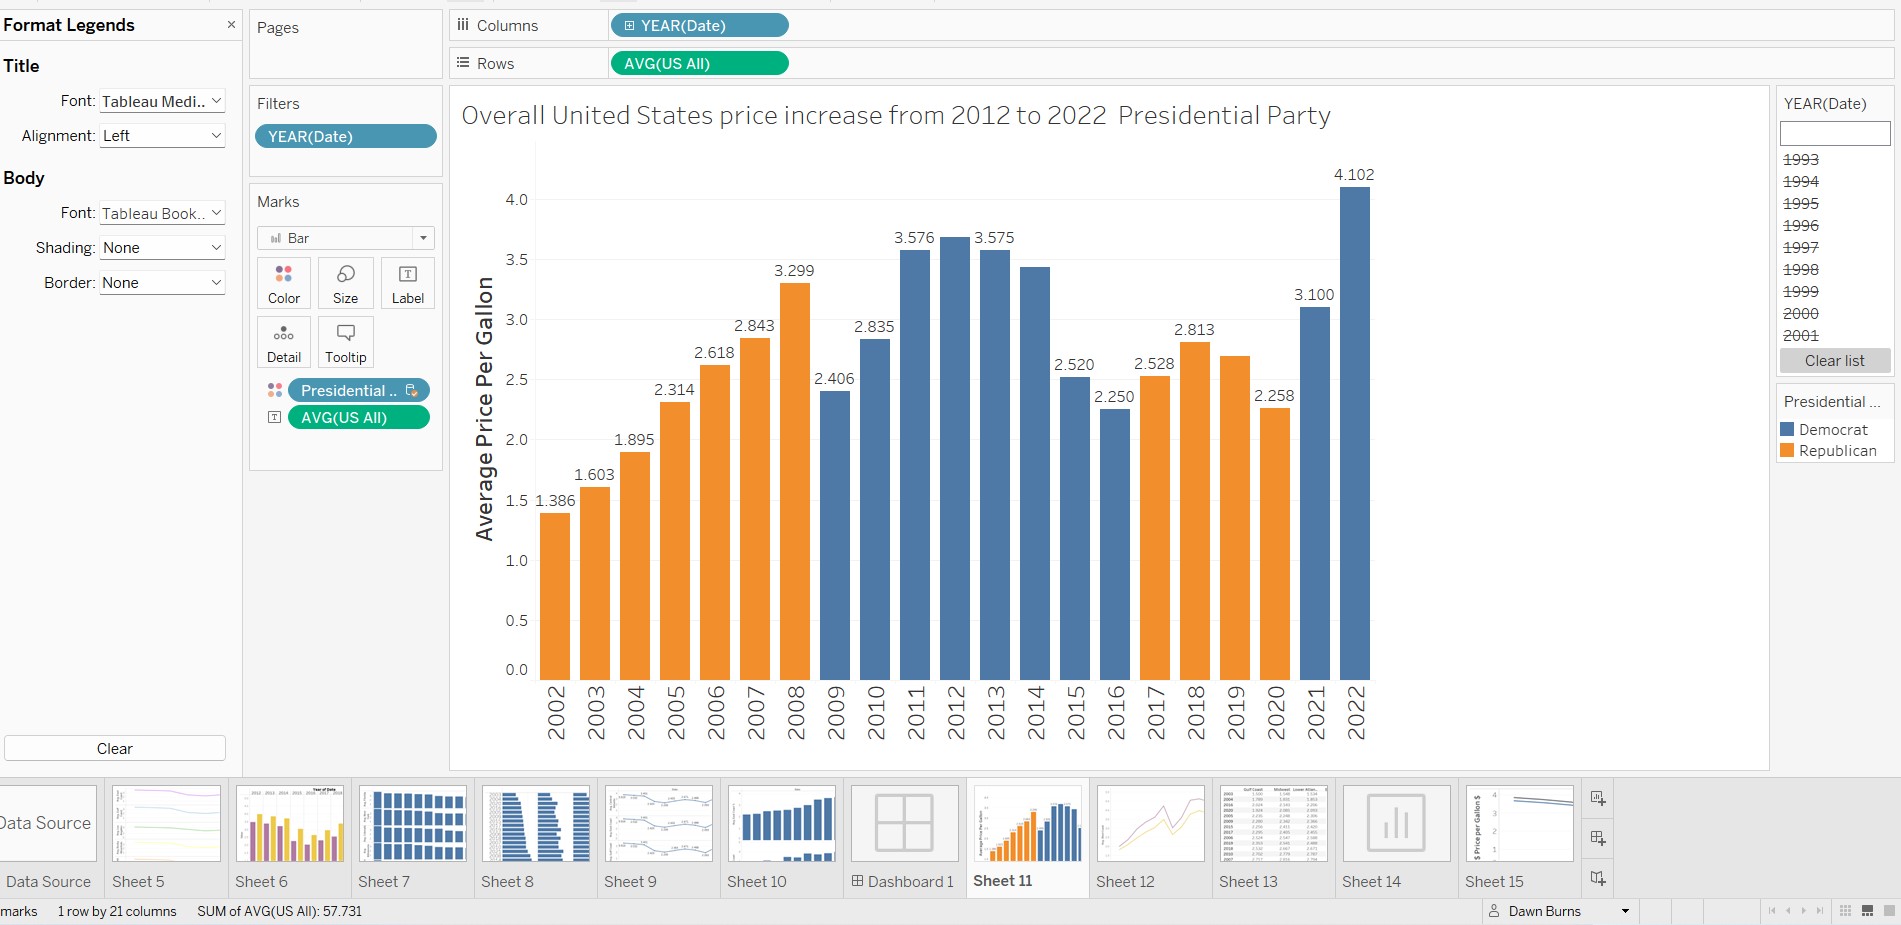 Format Legends ×
Title
Font: Tableau Medi..
Alignment: Left
Body
Font: Tableau Book..
Shading: None
Border: None
Clear
Pages
Filters
YEAR(Date)
Marks
Bar
Color Size Label
Detail Tooltip
Presidential ..
AVG(US All)
Columns YEAR(Date)
Rows AVG(US All)
Overall United States price increase from 2012 to 2022 Presidential Party
Average Price Per Gallon
4.0
3.5
3.0
2.5
2.0
1.5
1.0
0.5
0.0
1.386
1.603
1.895
2.314
2.618
2.843
3.299
2.406
2.835
3.576
3.575
2.520
2.250
2.528
2.813
2.258
3.100
4.102
2002 2003 2004 2005 2006 2007 2008 2009 2010 2011 2012 2013 2014 2015 2016 2017 2018 2019 2020 2021 2022
YEAR(Date)
1993
1994
1995
1996
1997
1998
1999
2000
2001
Clear list
Presidential ...
Democrat
Republican
Data Source
Data Source Sheet 5 Sheet 6 Sheet 7 Sheet 8 Sheet 9 Sheet 10 Dashboard 1 Sheet 11 Sheet 12 Sheet 13 Sheet 14 Sheet 15
marks 1 row by 21 columns SUM of AVG(US All): 57.731
Dawn Burns